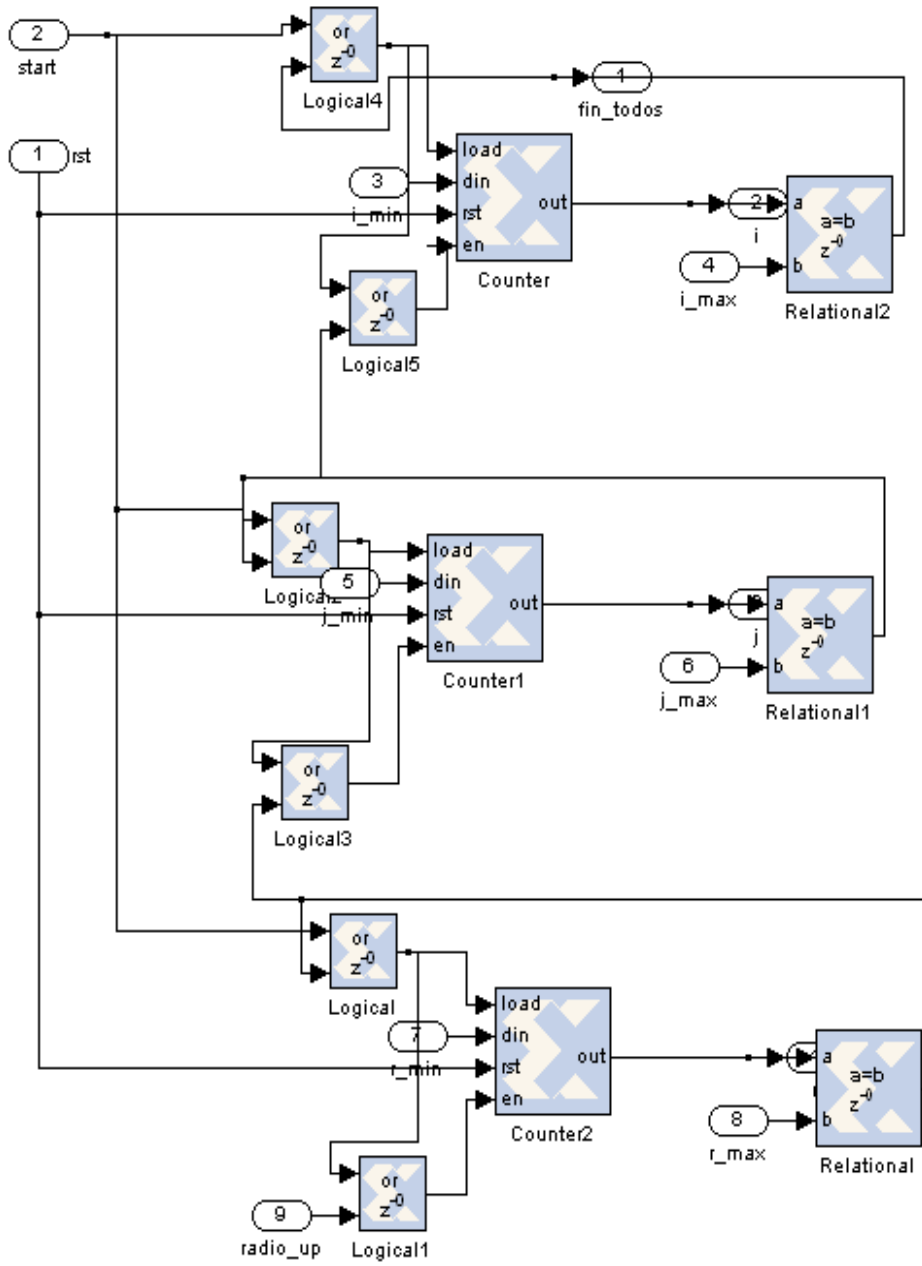 2
start
or
z⁻⁰
Logical4
1
fin_todos
1
rst
load
din
rst
en
out
Counter
3
i_min
2
i
a
b
a=b
z⁻⁰
Relational2
4
i_max
or
z⁻⁰
Logical5
or
z⁻⁰
load
din
rst
en
out
Counter1
5
j_min
j
a
b
a=b
z⁻⁰
Relational1
6
j_max
or
z⁻⁰
Logical3
or
z⁻⁰
Logical
load
din
rst
en
out
Counter2
7
r_min
a
b
a=b
z⁻⁰
Relational
8
r_max
or
z⁻⁰
Logical1
9
radio_up